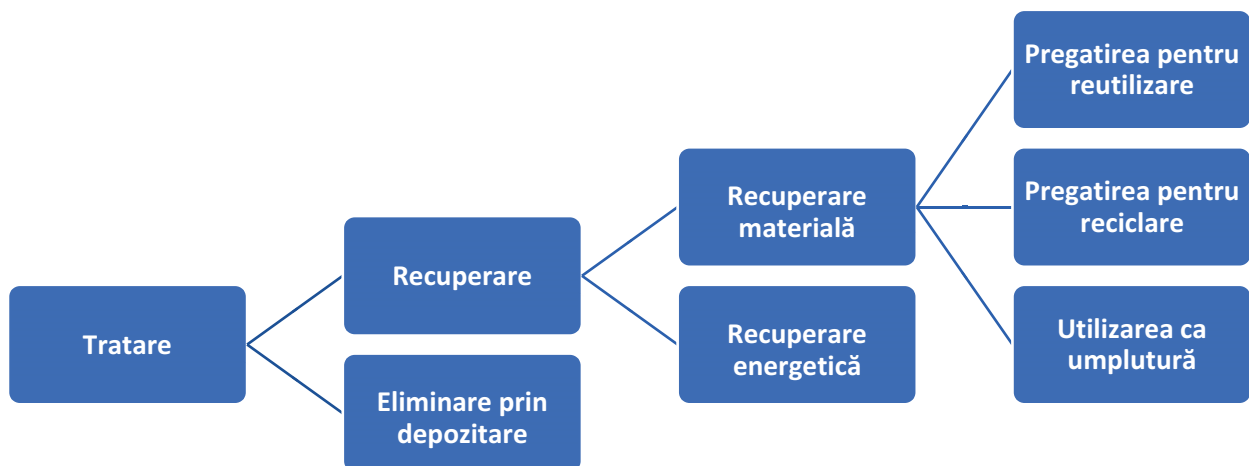 Tratare
Recuperare
Eliminare prin
depozitare
Recuperare
materială
Recuperare
energetică
Pregatirea pentru
reutilizare
Pregatirea pentru
reciclare
Utilizarea ca
umplutură